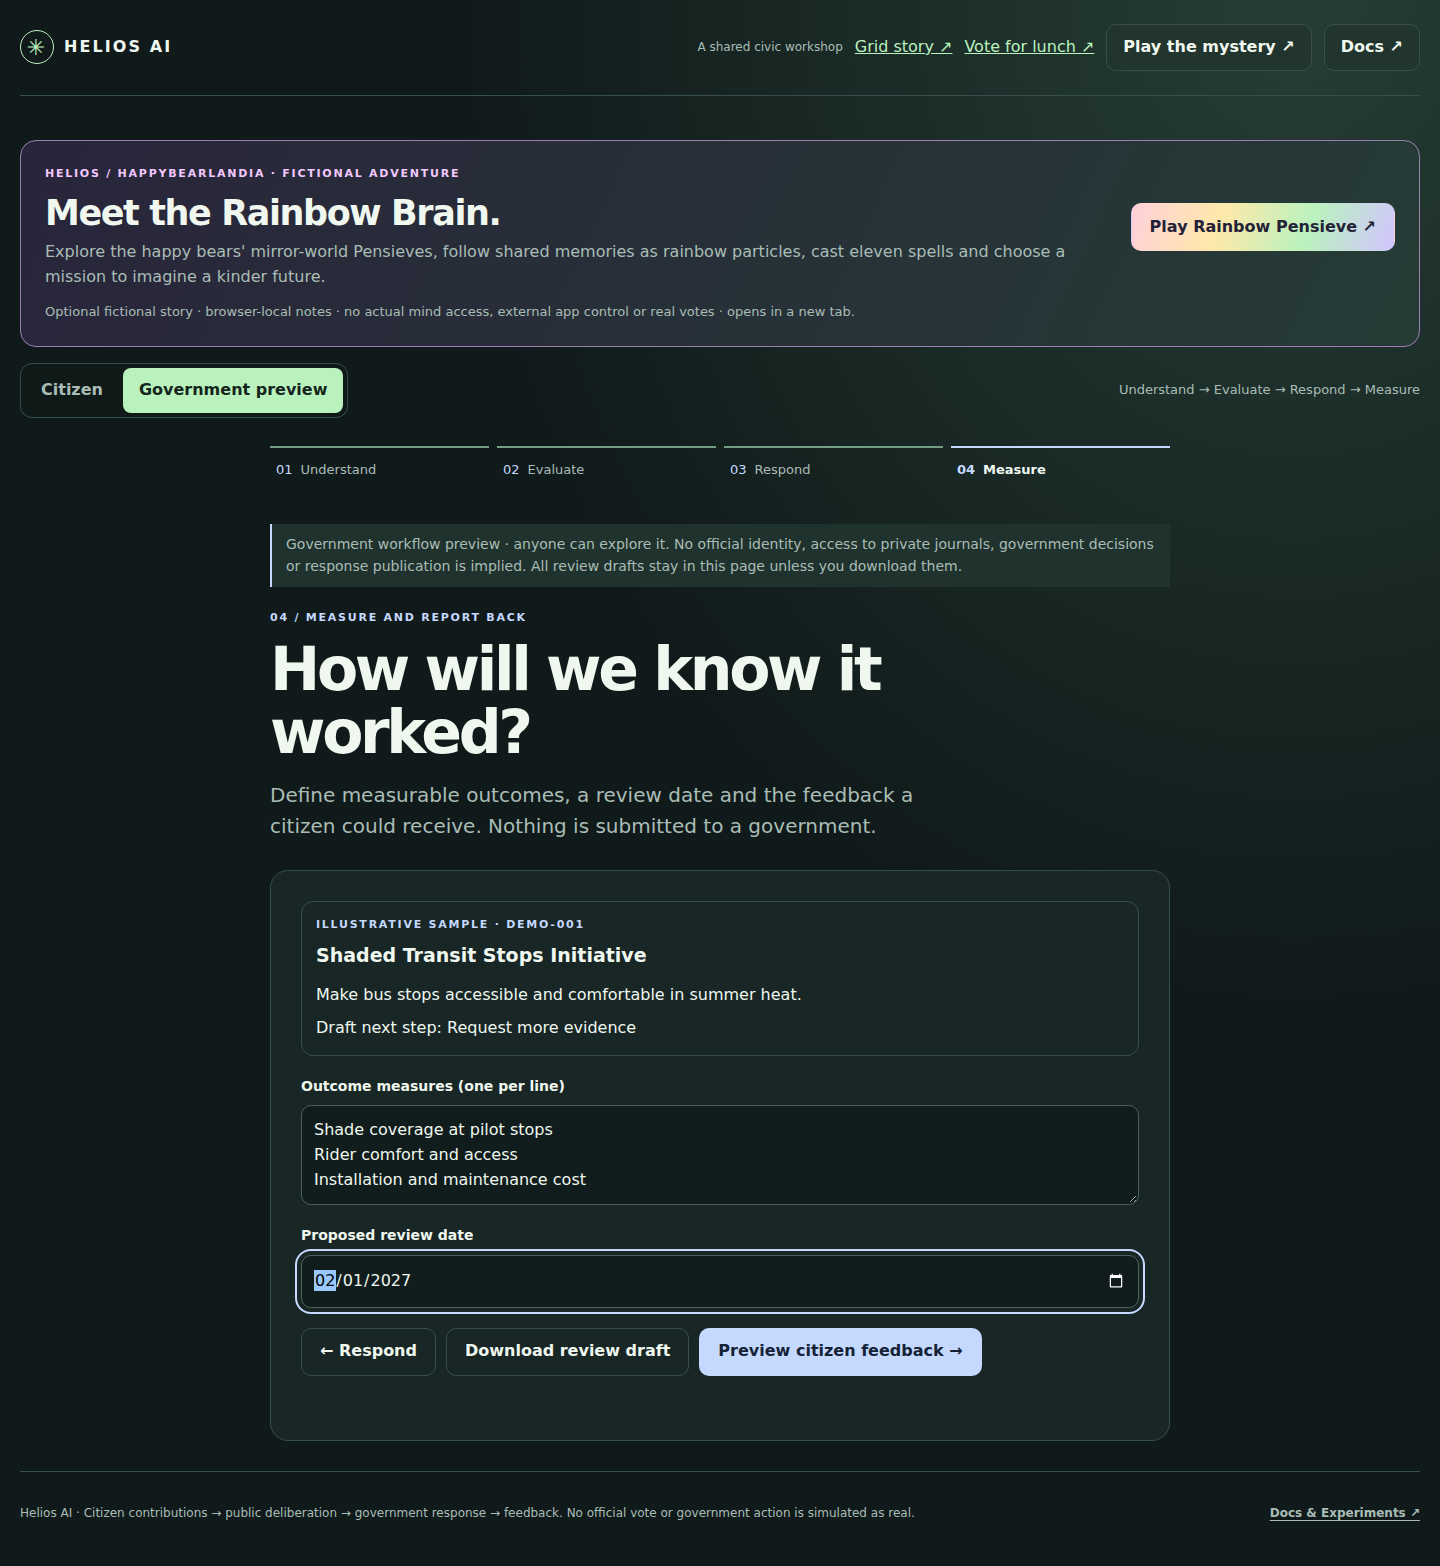 HELIOS AI
A shared civic workshop Grid story ↗ Vote for lunch ↗ Play the mystery ↗ Docs ↗
HELIOS / HAPPYBEARLANDIA · FICTIONAL ADVENTURE
Meet the Rainbow Brain.
Explore the happy bears' mirror-world Pensieves, follow shared memories as rainbow particles, cast eleven spells and choose a
mission to imagine a kinder future.
Optional fictional story · browser-local notes · no actual mind access, external app control or real votes · opens in a new tab.
Play Rainbow Pensieve ↗
Citizen Government preview
Understand → Evaluate → Respond → Measure
01 Understand
02 Evaluate
03 Respond
04 Measure
Government workflow preview · anyone can explore it. No official identity, access to private journals, government decisions
or response publication is implied. All review drafts stay in this page unless you download them.
04 / MEASURE AND REPORT BACK
How will we know it
worked?
Define measurable outcomes, a review date and the feedback a
citizen could receive. Nothing is submitted to a government.
ILLUSTRATIVE SAMPLE · DEMO-001
Shaded Transit Stops Initiative
Make bus stops accessible and comfortable in summer heat.
Draft next step: Request more evidence
Outcome measures (one per line)
Shade coverage at pilot stops
Rider comfort and access
Installation and maintenance cost
Proposed review date
02/01/2027
← Respond
Download review draft
Preview citizen feedback →
Helios AI · Citizen contributions → public deliberation → government response → feedback. No official vote or government action is simulated as real.
Docs & Experiments ↗